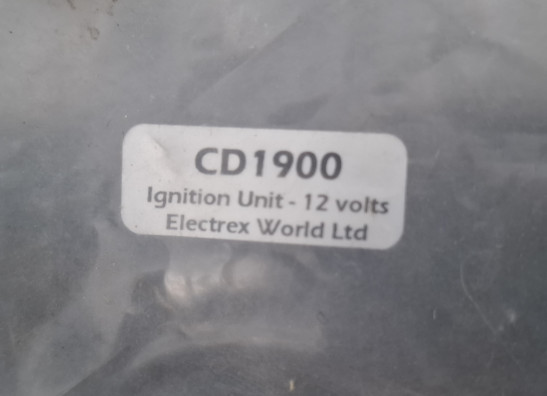 CD1900
Ignition Unit - 12 volts
Electrex World Ltd